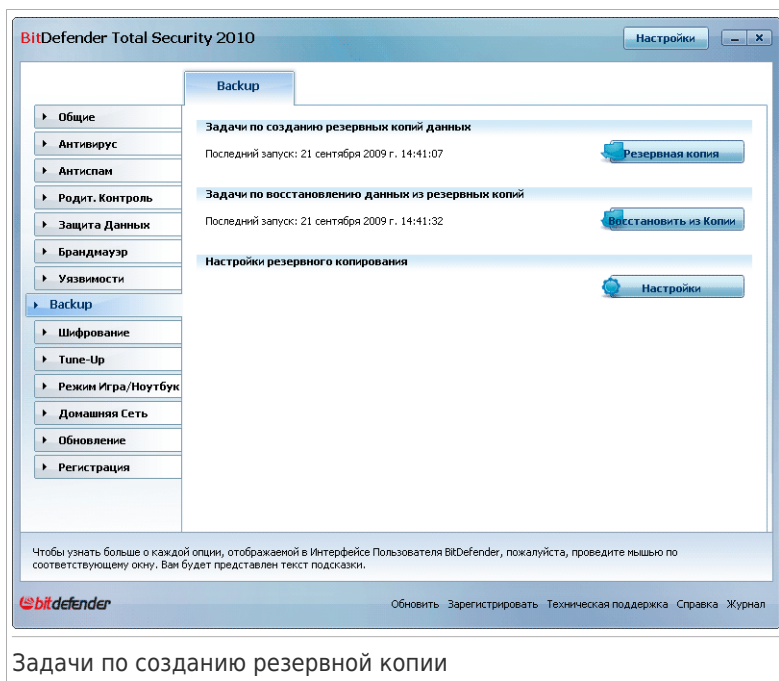 BitDefender Total Security 2010
Настройки
Backup
Общие
Антивирус
Антиспам
Родит. Контроль
Защита Данных
Брандмауэр
Уязвимости
Backup
Шифрование
Tune-Up
Режим Игра/Ноутбук
Домашняя Сеть
Обновление
Регистрация
Задачи по созданию резервных копий данных
Последний запуск: 21 сентября 2009 г. 14:41:07
Резервная копия
Задачи по восстановлению данных из резервных копий
Последний запуск: 21 сентября 2009 г. 14:41:32
Восстановить из Копии
Настройки резервного копирования
Настройки
Чтобы узнать больше о каждой опции, отображаемой в Интерфейсе Пользователя BitDefender, пожалуйста, проведите мышью по
соответствующему окну. Вам будет представлен текст подсказки.
bitdefender
Обновить Зарегистрировать Техническая поддержка Справка Журнал
Задачи по созданию резервной копии